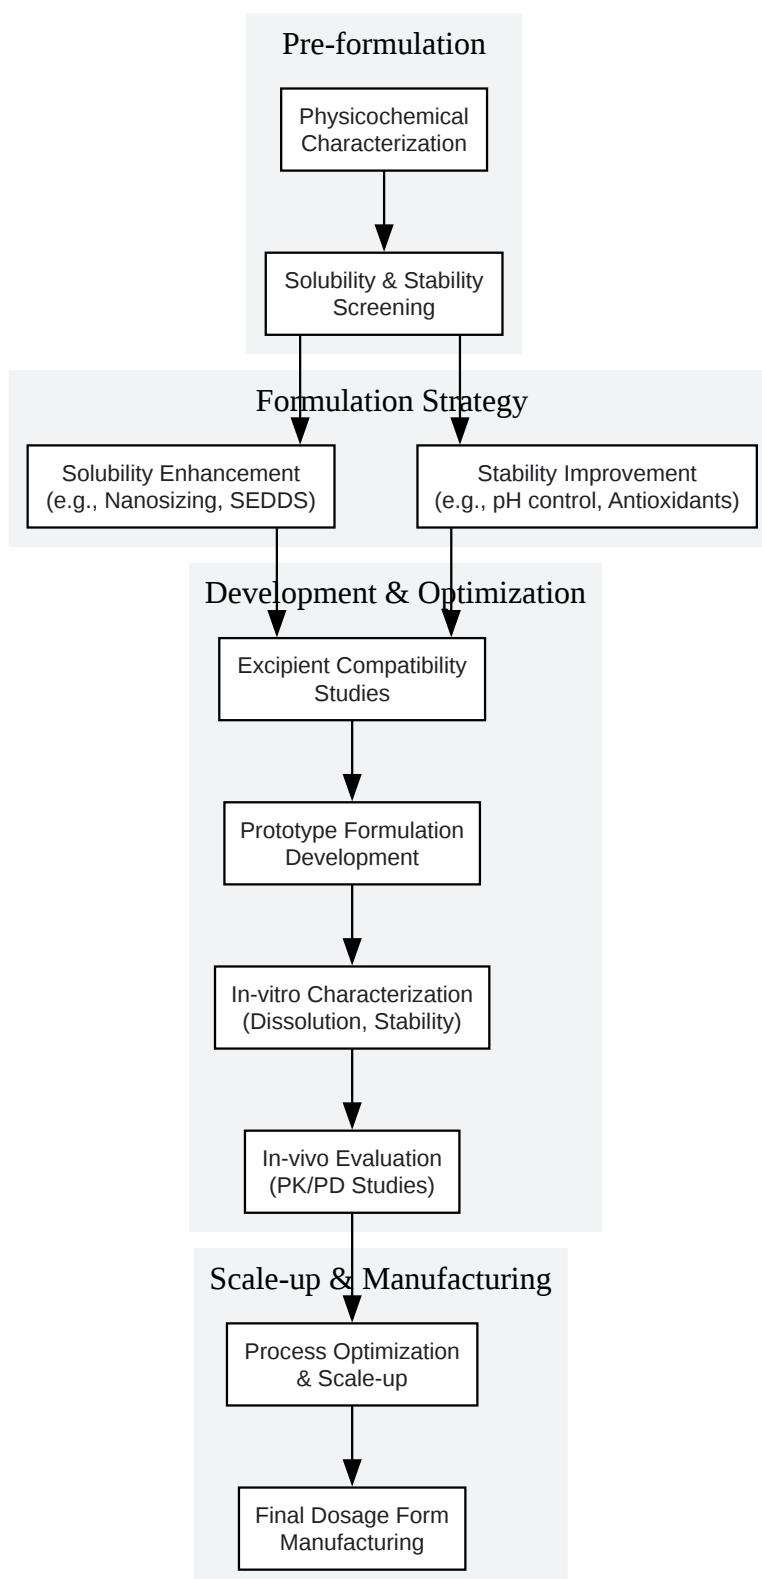 Pre-formulation
Physicochemical
Characterization
Solubility & Stability
Screening
Formulation Strategy
Solubility Enhancement
(e.g., Nanosizing, SEDDS)
Stability Improvement
(e.g., pH control, Antioxidants)
Development & Optimization
Excipient Compatibility
Studies
Prototype Formulation
Development
In-vitro Characterization
(Dissolution, Stability)
In-vivo Evaluation
(PK/PD Studies)
Scale-up & Manufacturing
Process Optimization
& Scale-up
Final Dosage Form
Manufacturing